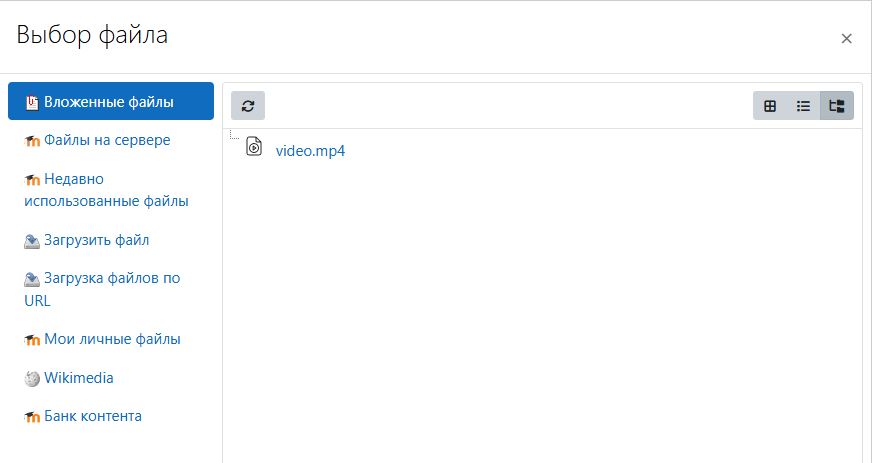 Выбор файла
Вложенные файлы
Файлы на сервере
Недавно
использованные файлы
Загрузить файл
Загрузка файлов по
URL
Мои личные файлы
Wikimedia
Банк контента
video.mp4